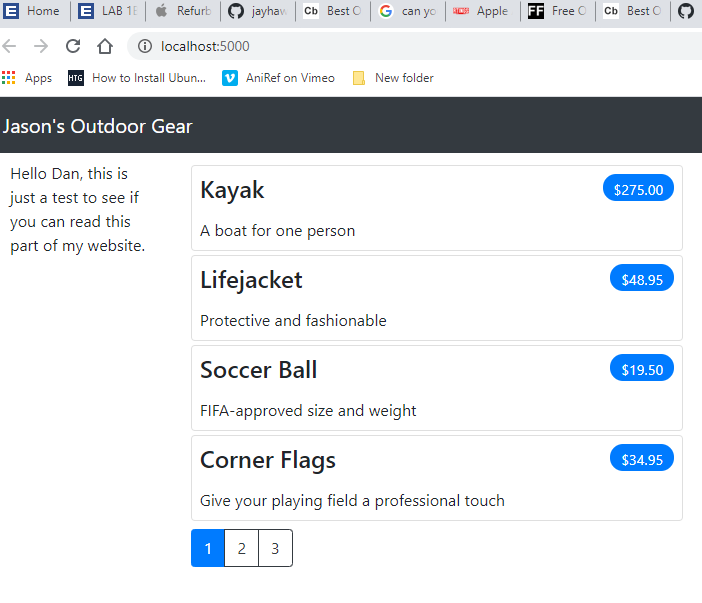 Home LAB 1E Refurb jayhaw Cb Best O can yo Apple FF Free O Cb Best O
localhost:5000
Apps HTG How to Install Ubun... AniRef on Vimeo New folder
Jason's Outdoor Gear
Hello Dan, this is
just a test to see if
you can read this
part of my website.
Kayak $275.00
A boat for one person
Lifejacket $48.95
Protective and fashionable
Soccer Ball $19.50
FIFA-approved size and weight
Corner Flags $34.95
Give your playing field a professional touch
1 2 3